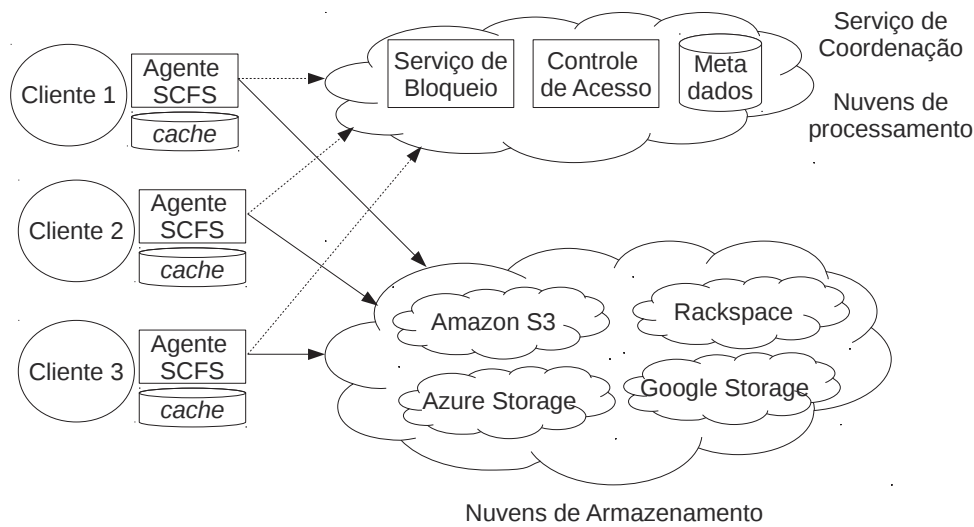 Cliente 1
Agente
SCFS
cache
Cliente 2
Agente
SCFS
cache
Cliente 3
Agente
SCFS
cache
Serviço de
Bloqueio
Controle
de Acesso
Meta
dados
Serviço de
Coordenação
Nuvens de
processamento
Amazon S3
Rackspace
Azure Storage
Google Storage
Nuvens de Armazenamento